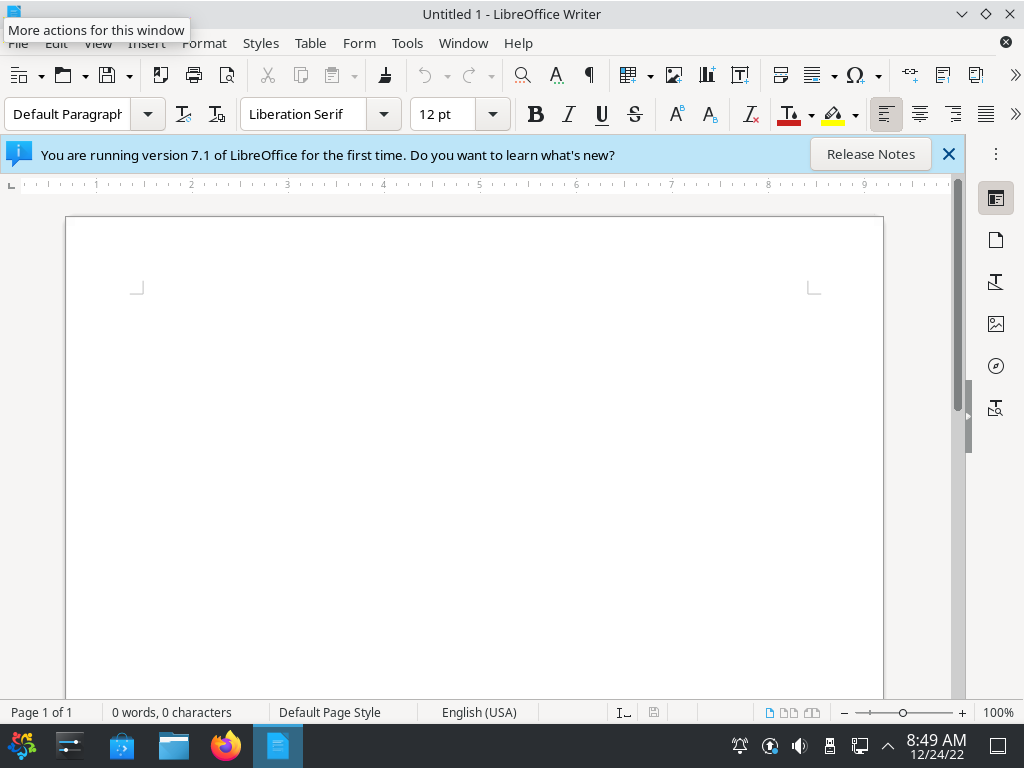 Untitled 1 - LibreOffice Writer
More actions for this window
File Edit View Insert Format Styles Table Form Tools Window Help
Default Paragraph Liberation Serif 12 pt
You are running version 7.1 of LibreOffice for the first time. Do you want to learn what's new? Release Notes
1 2 3 4 5 6 7 8 9
Page 1 of 1 0 words, 0 characters Default Page Style English (USA) 100%
8:49 AM
12/24/22